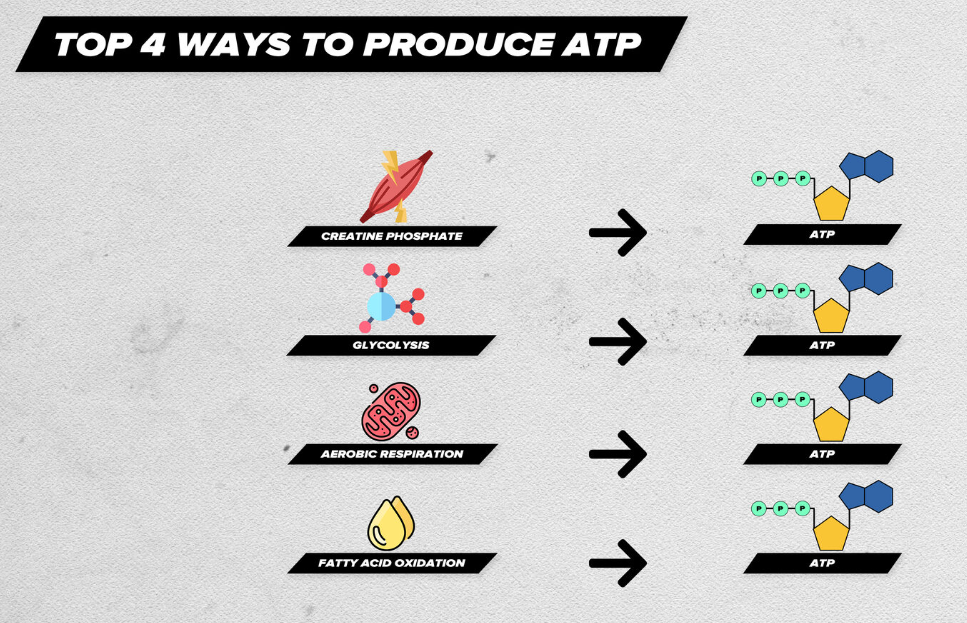 TOP 4 WAYS TO PRODUCE ATP
P P P
CREATINE PHOSPHATE
ATP
P P P
GLYCOLYSIS
ATP
P P P
AEROBIC RESPIRATION
ATP
P P P
FATTY ACID OXIDATION
ATP